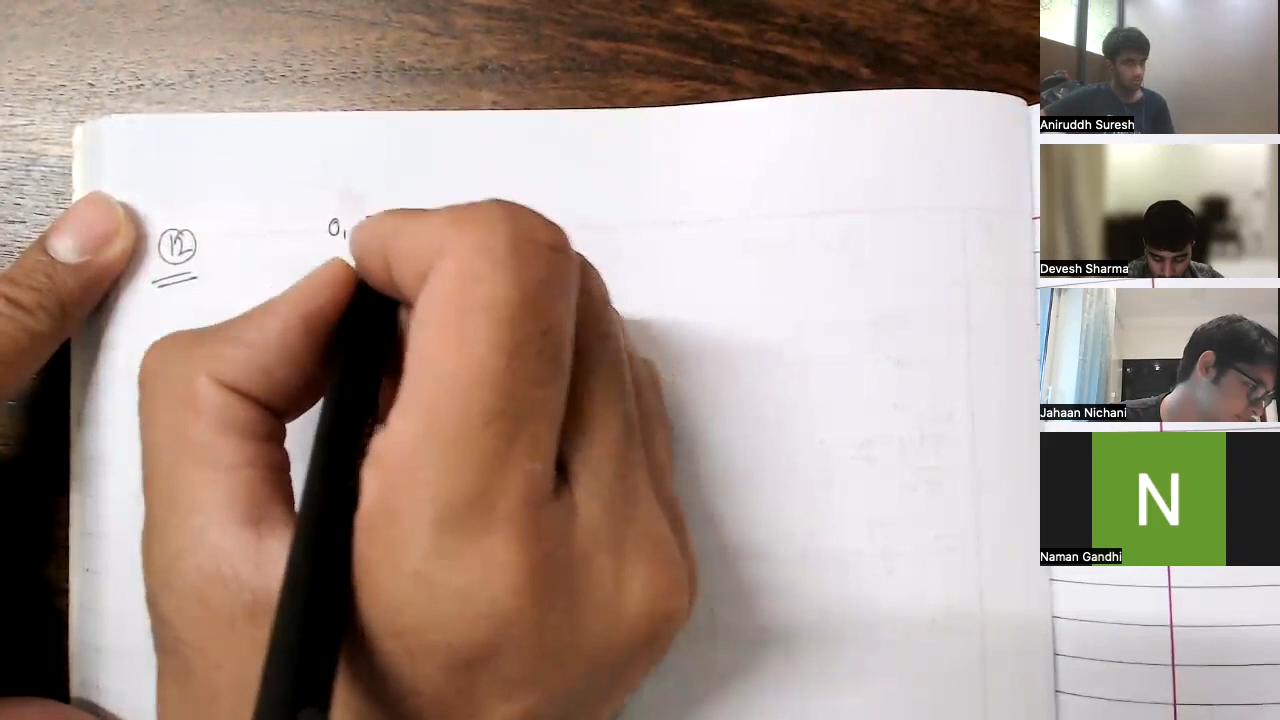 ⑫ 0,
Aniruddh Suresh
Devesh Sharma
Jahaan Nichani
N
Naman Gandhi